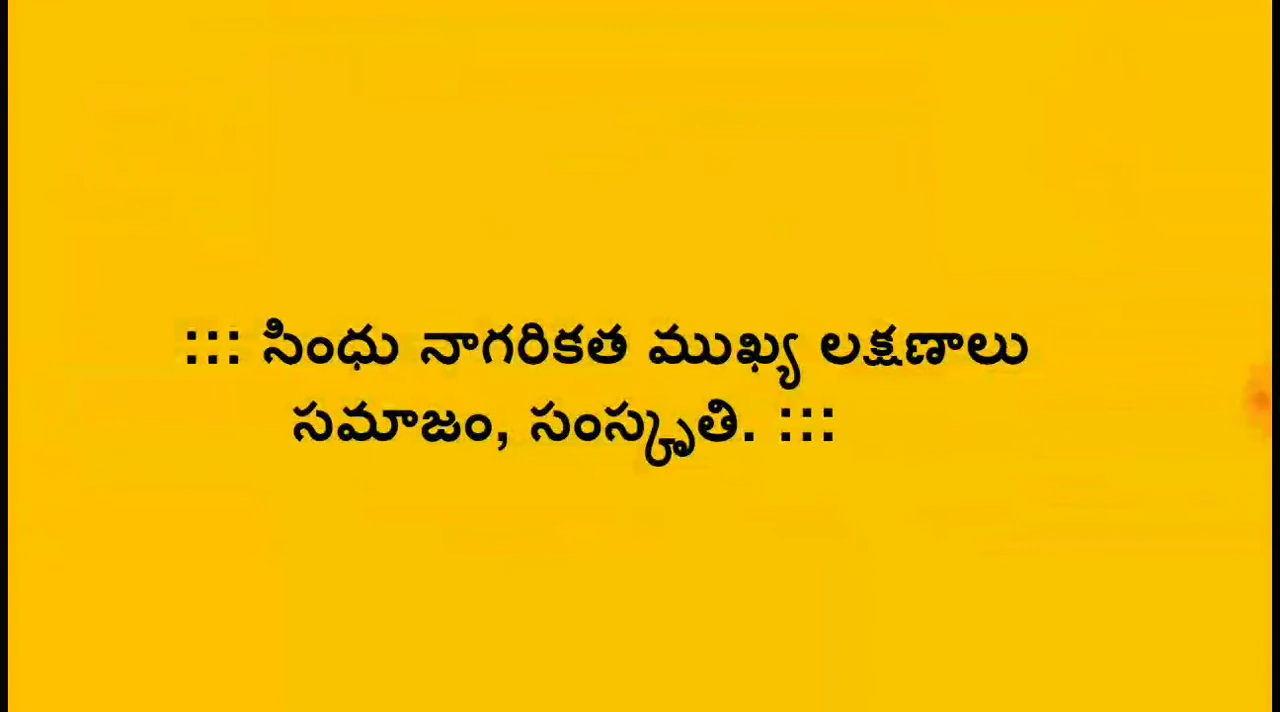 ::: సింధు నాగరికత ముఖ్య లక్షణాలు
సమాజం, సంస్కృతి. :::